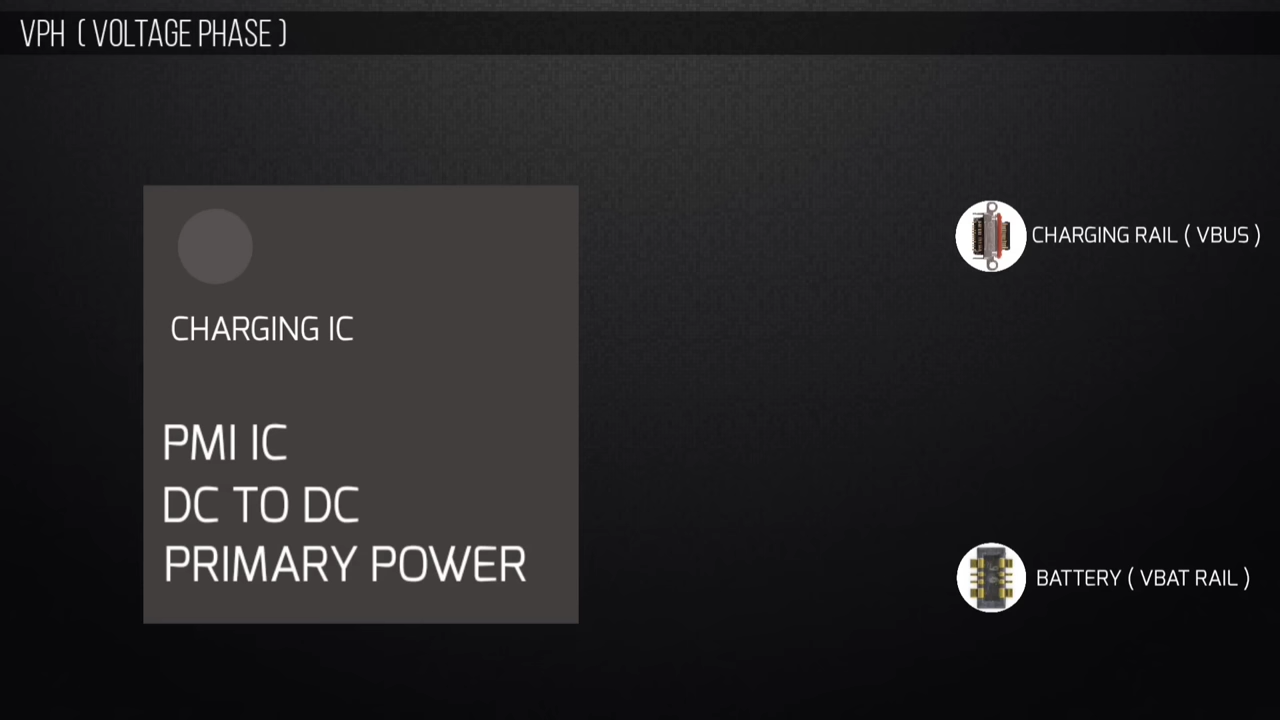 VPH ( VOLTAGE PHASE )
CHARGING RAIL ( VBUS )
CHARGING IC
PMI IC
DC TO DC
PRIMARY POWER
BATTERY ( VBAT RAIL )